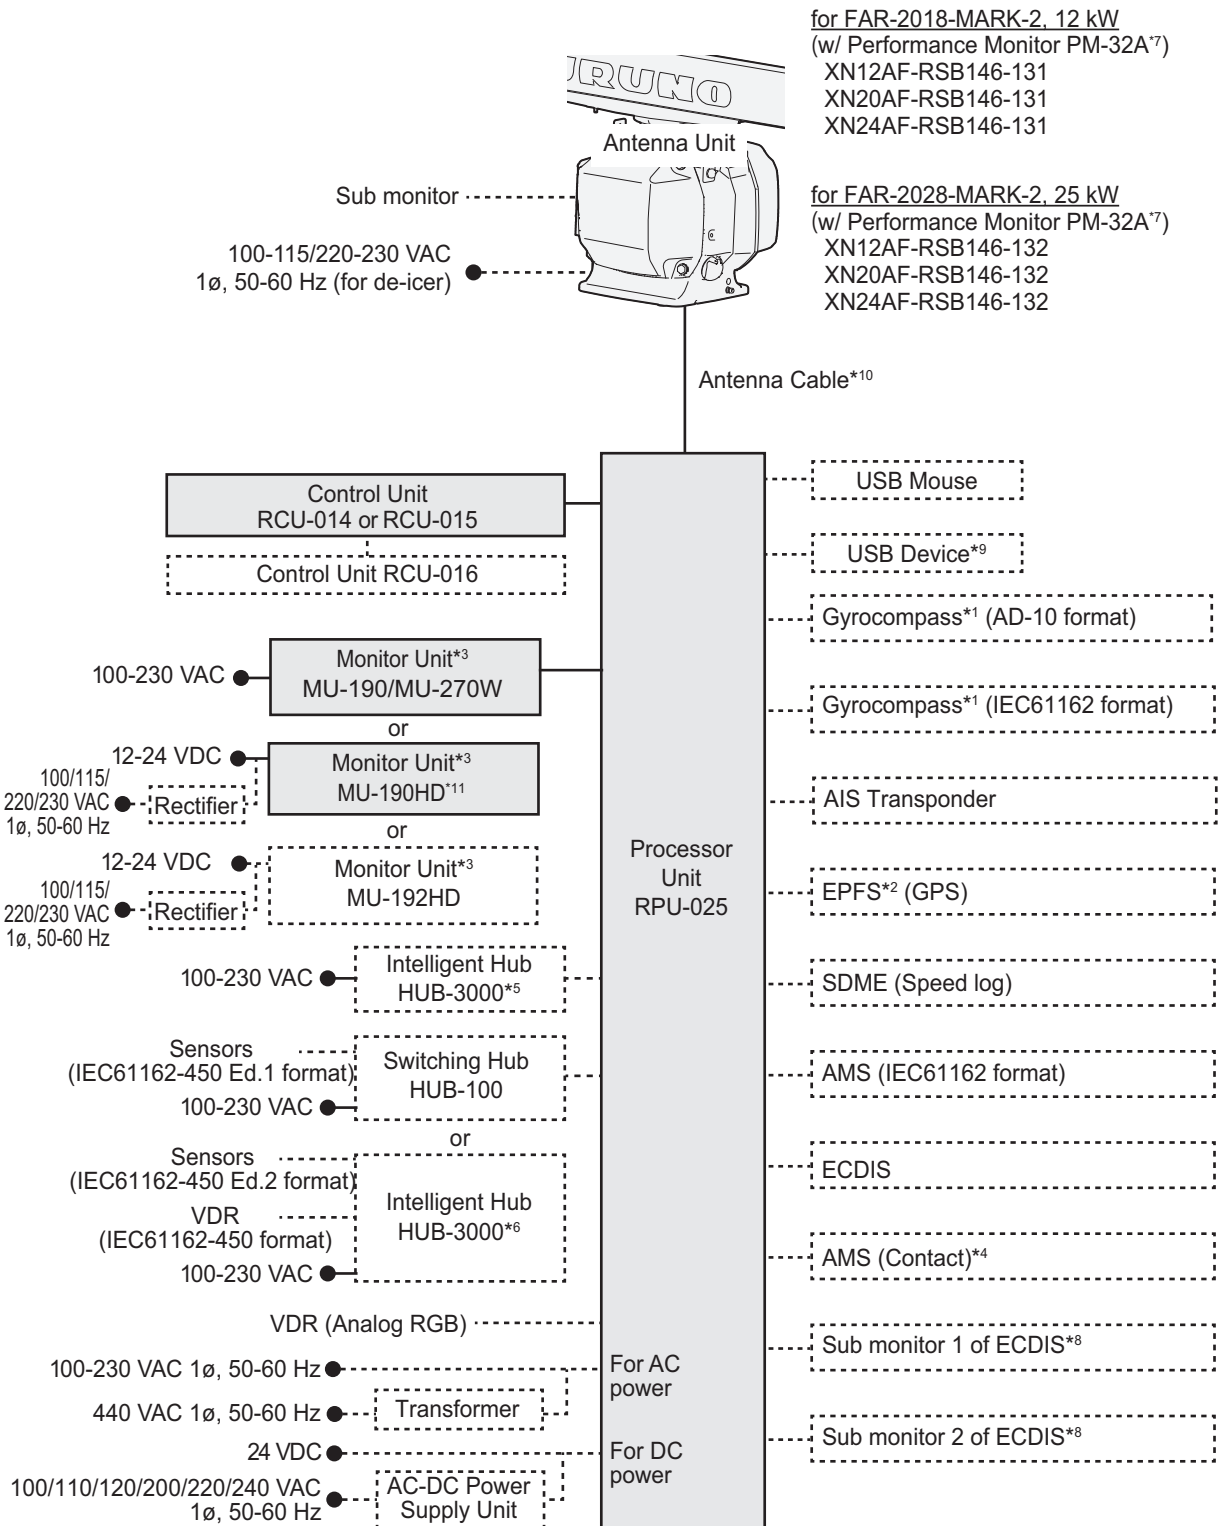 for FAR-2018-MARK-2, 12 kW
(w/ Performance Monitor PM-32A*7)
XN12AF-RSB146-131
XN20AF-RSB146-131
XN24AF-RSB146-131
URUNO
Antenna Unit
for FAR-2028-MARK-2, 25 kW
(w/ Performance Monitor PM-32A*7)
XN12AF-RSB146-132
XN20AF-RSB146-132
XN24AF-RSB146-132
Sub monitor
100-115/220-230 VAC
1ø, 50-60 Hz (for de-icer)
Antenna Cable*10
Control Unit
RCU-014 or RCU-015
Control Unit RCU-016
100-230 VAC
Monitor Unit*3
MU-190/MU-270W
or
12-24 VDC
100/115/
220/230 VAC
1ø, 50-60 Hz
Rectifier
Monitor Unit*3
MU-190HD*11
or
12-24 VDC
100/115/
220/230 VAC
1ø, 50-60 Hz
Rectifier
Monitor Unit*3
MU-192HD
100-230 VAC
Intelligent Hub
HUB-3000*5
Sensors
(IEC61162-450 Ed.1 format)
100-230 VAC
Switching Hub
HUB-100
or
Sensors
(IEC61162-450 Ed.2 format)
VDR
(IEC61162-450 format)
100-230 VAC
Intelligent Hub
HUB-3000*6
VDR (Analog RGB)
100-230 VAC 1ø, 50-60 Hz
440 VAC 1ø, 50-60 Hz
Transformer
For AC
power
24 VDC
100/110/120/200/220/240 VAC
1ø, 50-60 Hz
AC-DC Power
Supply Unit
For DC
power
Processor
Unit
RPU-025
USB Mouse
USB Device*9
Gyrocompass*1 (AD-10 format)
Gyrocompass*1 (IEC61162 format)
AIS Transponder
EPFS*2 (GPS)
SDME (Speed log)
AMS (IEC61162 format)
ECDIS
AMS (Contact)*4
Sub monitor 1 of ECDIS*8
Sub monitor 2 of ECDIS*8